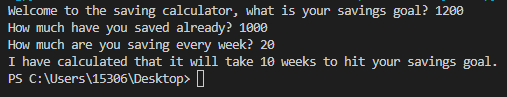 Welcome to the saving calculator, what is your savings goal? 1200
How much have you saved already? 1000
How much are you saving every week? 20
I have calculated that it will take 10 weeks to hit your savings goal.
PS C:\Users\15306\Desktop>